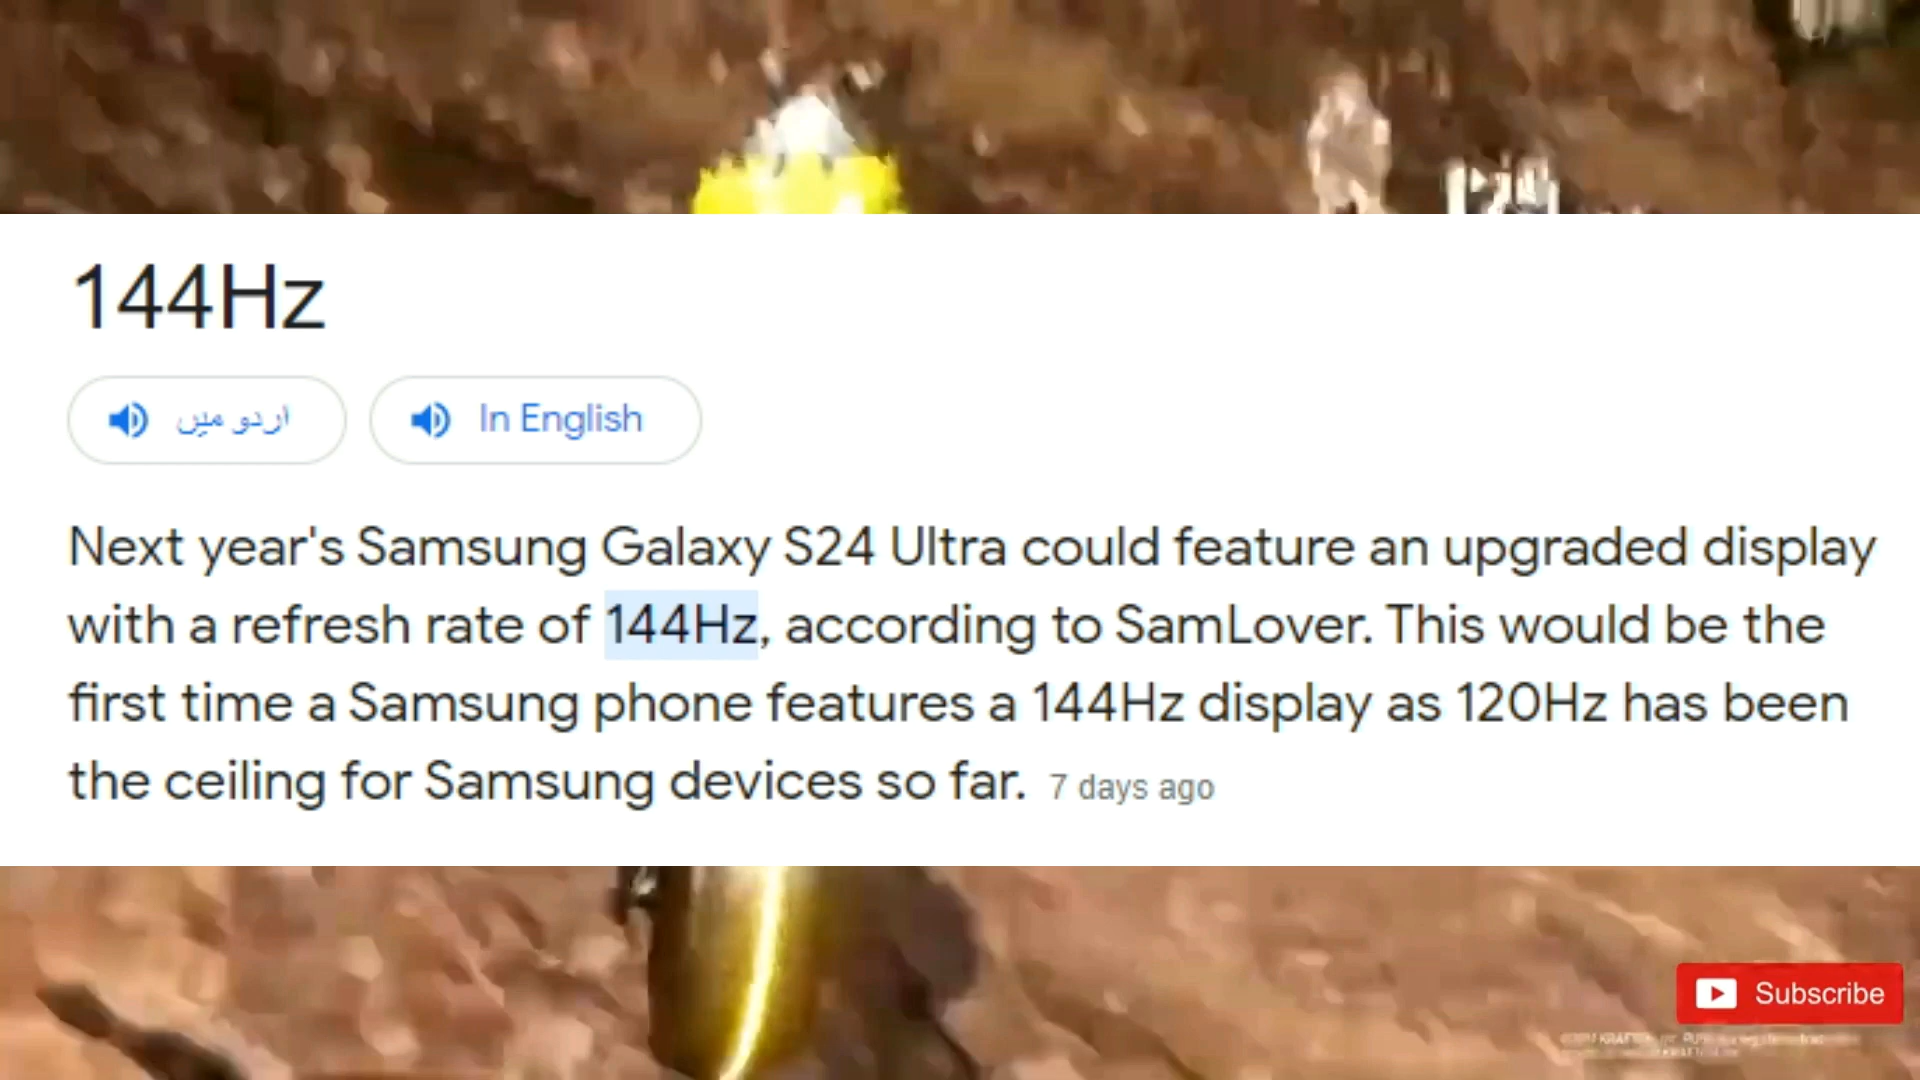 144Hz
اردو میں
In English
Next year's Samsung Galaxy S24 Ultra could feature an upgraded display
with a refresh rate of 144Hz, according to SamLover. This would be the
first time a Samsung phone features a 144Hz display as 120Hz has been
the ceiling for Samsung devices so far. 7 days ago
Subscribe